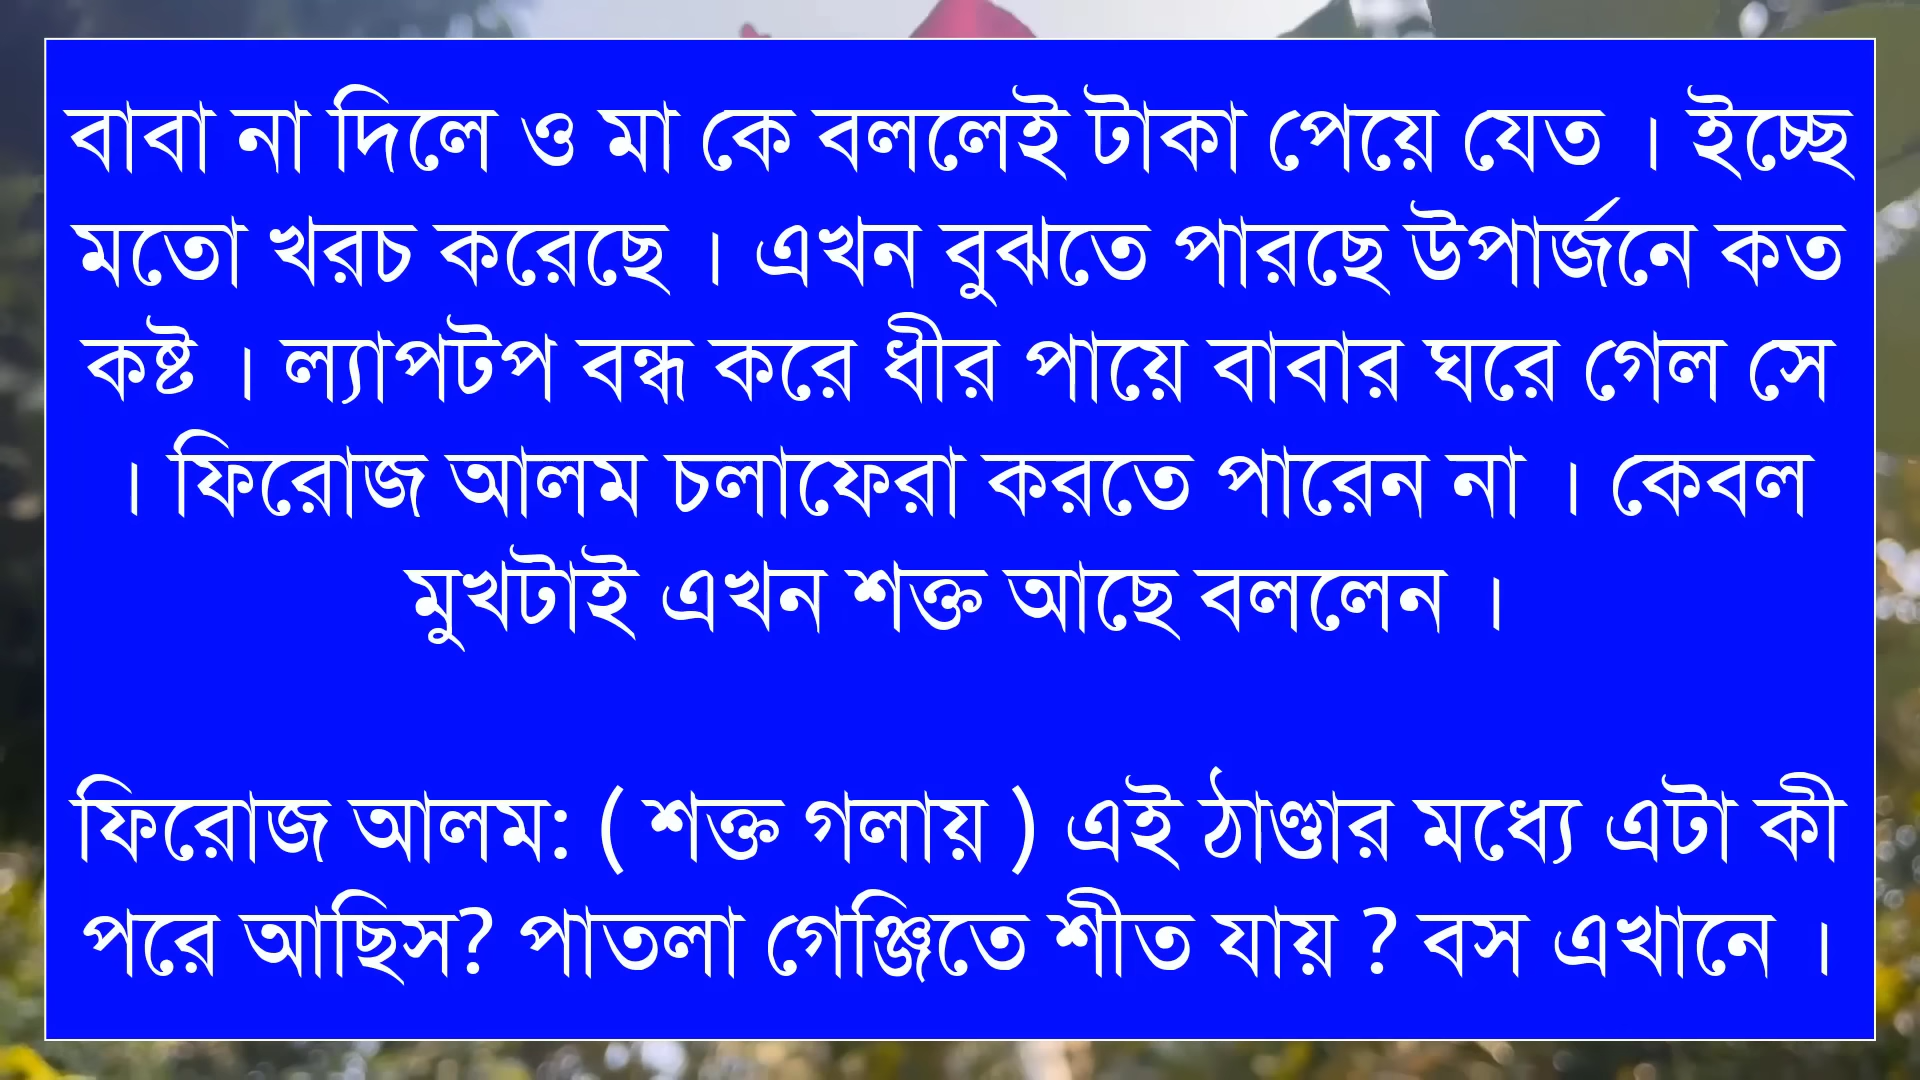 বাবা না দিলে ও মা কে বললেই টাকা পেয়ে যেত । ইচ্ছে
মতো খরচ করেছে । এখন বুঝতে পারছে উপার্জনে কত
কষ্ট । ল্যাপটপ বন্ধ করে ধীর পায়ে বাবার ঘরে গেল সে
। ফিরোজ আলম চলাফেরা করতে পারেন না । কেবল
মুখটাই এখন শক্ত আছে বললেন ।
ফিরোজ আলম: ( শক্ত গলায় ) এই ঠাণ্ডার মধ্যে এটা কী
পরে আছিস? পাতলা গেঞ্জিতে শীত যায় ? বস এখানে ।